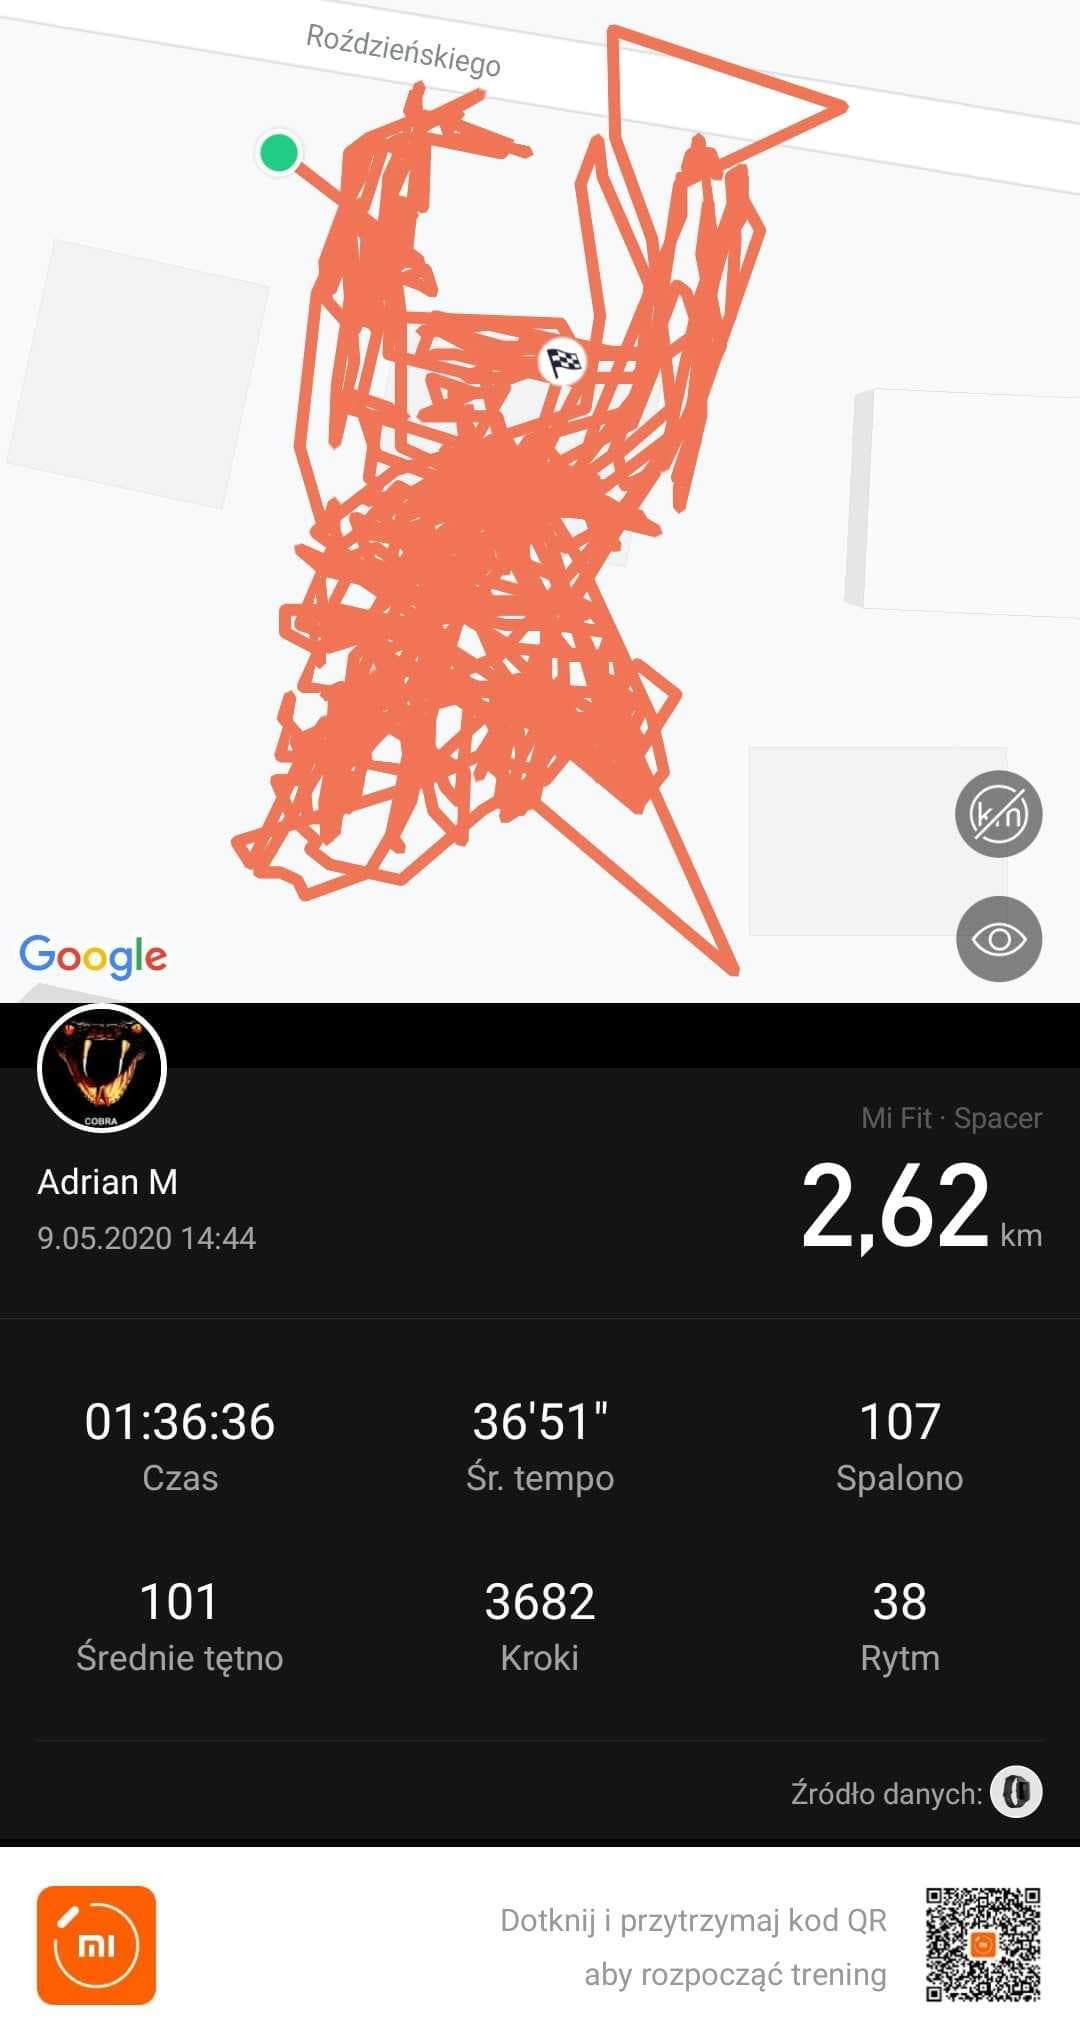 Roździeńskiego
km
Google
COBRA
Mi Fit · Spacer
Adrian M
2,62 km
9.05.2020 14:44
01:36:36
36'51"
107
Czas
Śr. tempo
Spalono
101
3682
38
Średnie tętno
Kroki
Rytm
Źródło danych:
mi
Dotknij i przytrzymaj kod QR
aby rozpocząć trening